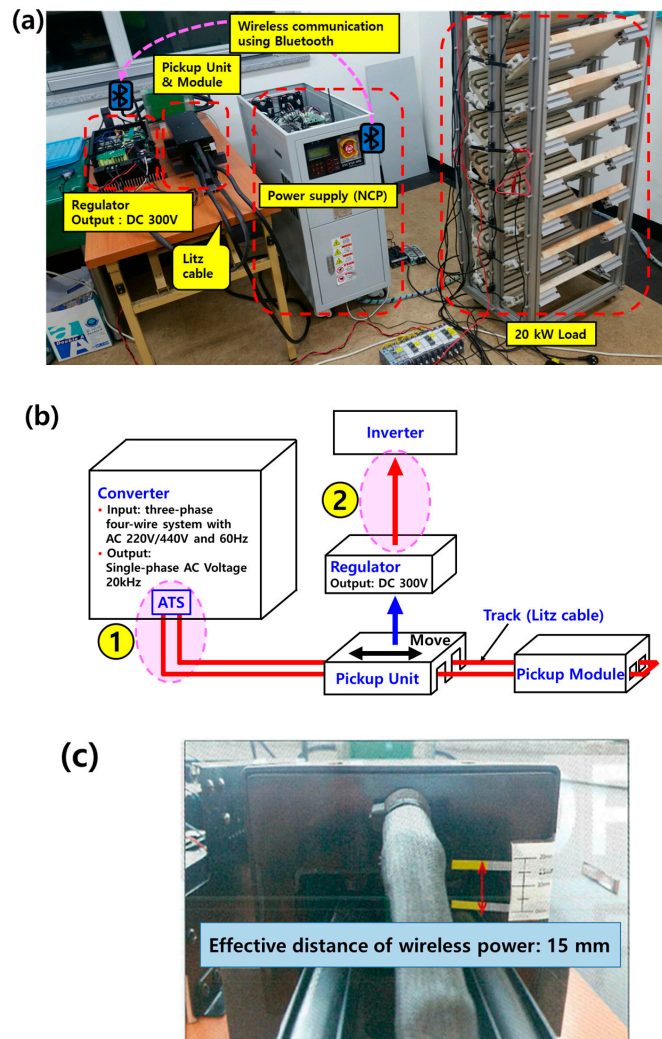 (a)
Wireless communication
using Bluetooth
Pickup Unit
& Module
Regulator
Output : DC 300V
Litz
cable
Power supply (NCP)
20 kW Load
(b)
Inverter
Converter
• Input: three-phase
four-wire system with
AC 220V/440V and 60Hz
• Output:
Single-phase AC Voltage
20kHz
ATS
1
2
Regulator
Output: DC 300V
Move
Track (Litz cable)
Pickup Unit
Pickup Module
(c)
Effective distance of wireless power: 15 mm